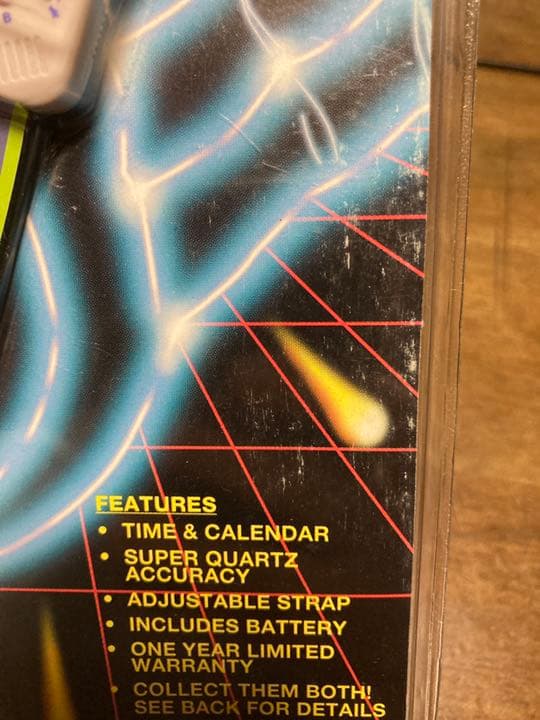 B
FEATURES
• TIME & CALENDAR
• SUPER QUARTZ
ACCURACY
• ADJUSTABLE STRAP
• INCLUDES BATTERY
• ONE YEAR LIMITED
WARRANTY
• COLLECT THEM BOTH!
SEE BACK FOR DETAILS